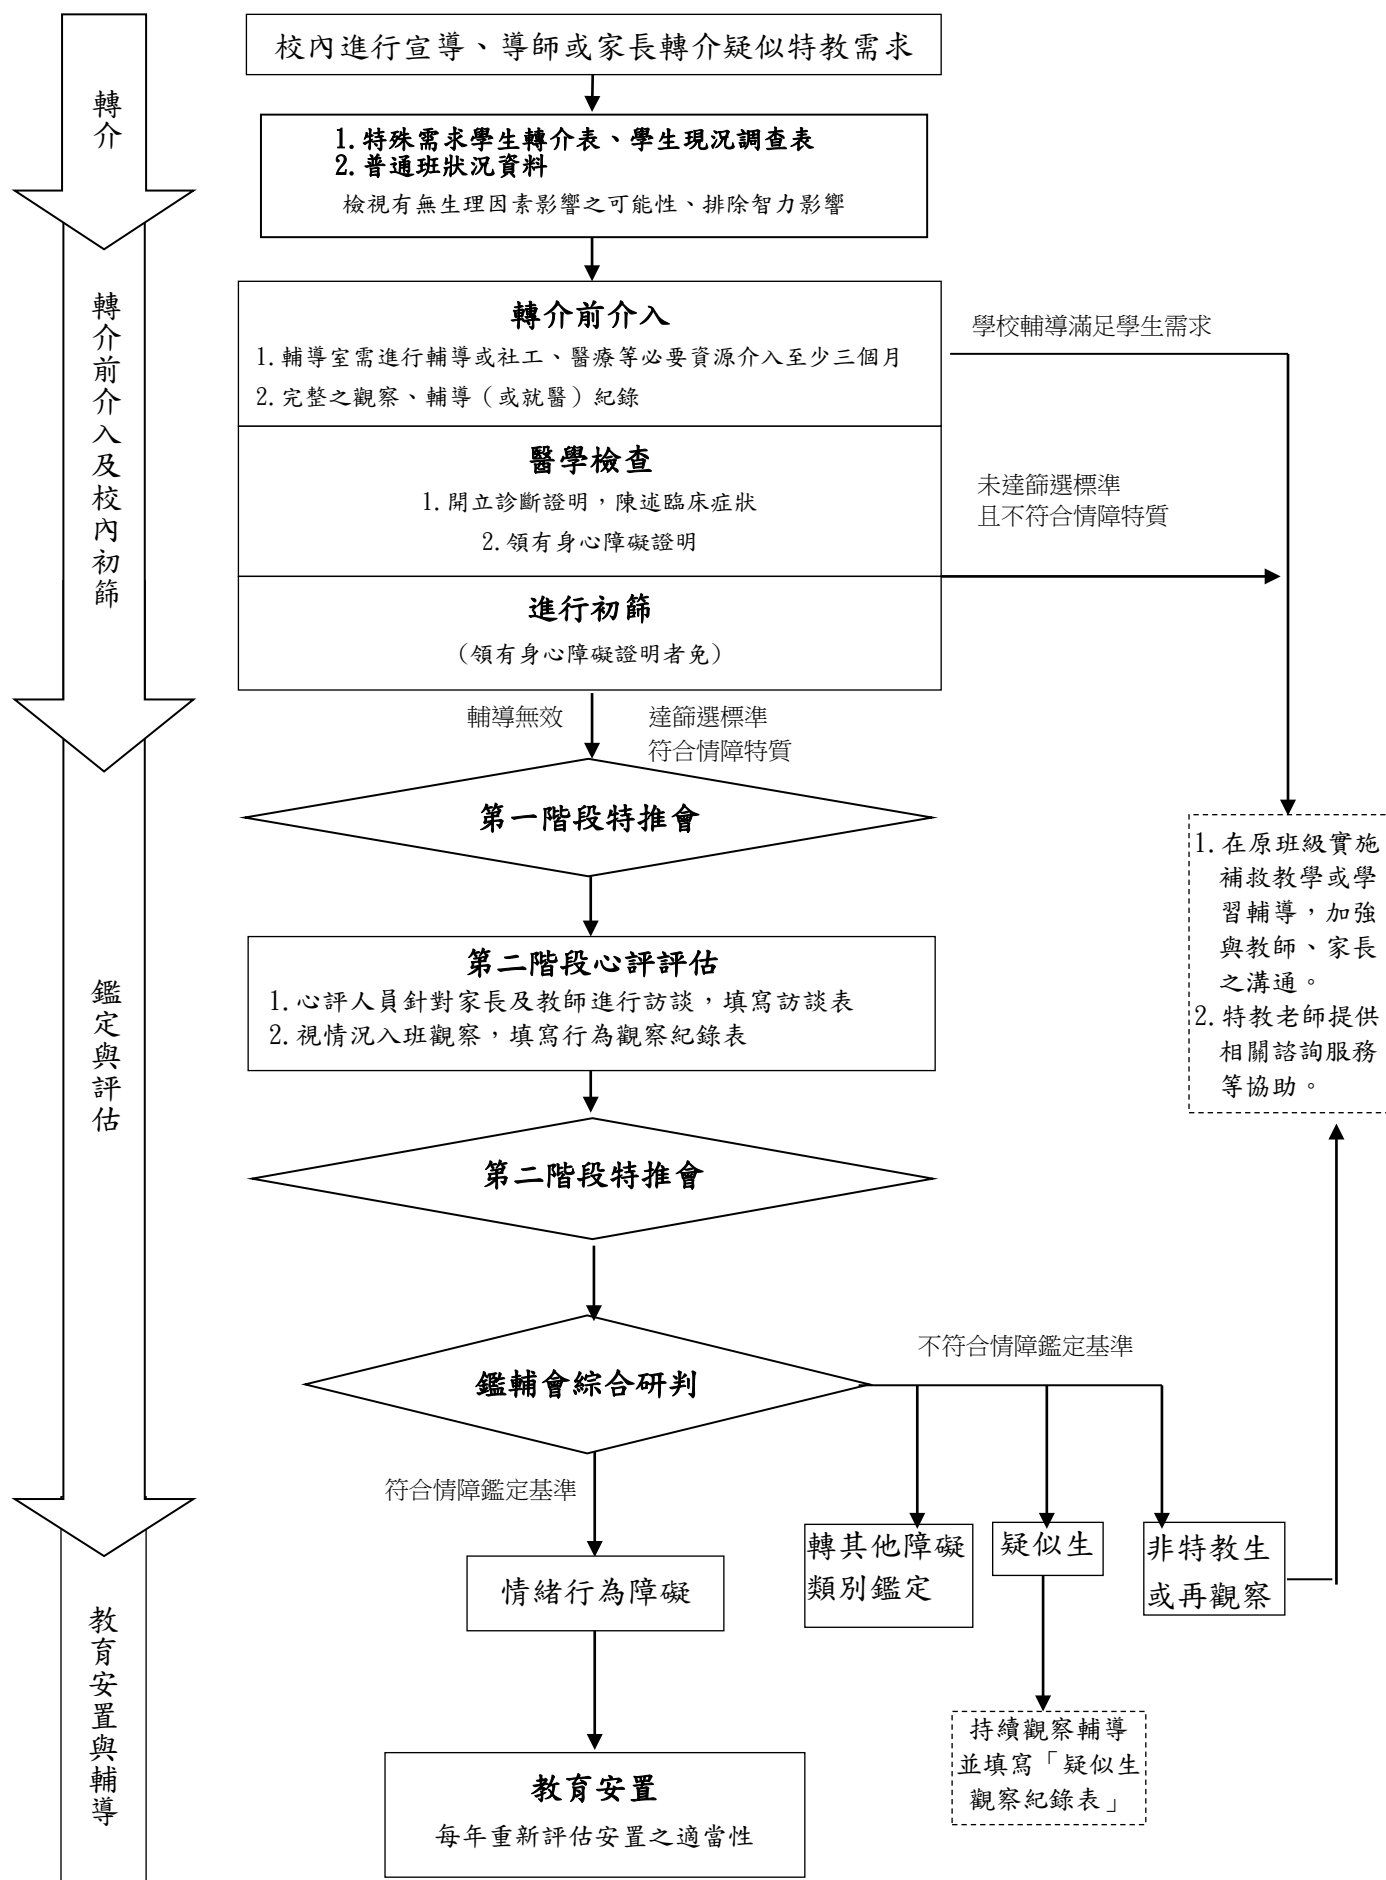 轉介
校內進行宣導、導師或家長轉介疑似特教需求
1.特殊需求學生轉介表、學生現況調查表
2.普通班狀況資料
檢視有無生理因素影響之可能性、排除智力影響
轉介前介入及校內初篩
轉介前介入
1.輔導室需進行輔導或社工、醫療等必要資源介入至少三個月
2.完整之觀察、輔導（或就醫）紀錄
學校輔導滿足學生需求
醫學檢查
1.開立診斷證明，陳述臨床症狀
2.領有身心障礙證明
未達篩選標準
且不符合情障特質
進行初篩
（領有身心障礙證明者免）
輔導無效
達篩選標準
符合情障特質
鑑定與評估
第一階段特推會
1.在原班級實施
補救教學或學
習輔導，加強
與教師、家長
之溝通。
2.特教老師提供
相關諮詢服務
等協助。
第二階段心評評估
1.心評人員針對家長及教師進行訪談，填寫訪談表
2.視情況入班觀察，填寫行為觀察紀錄表
第二階段特推會
鑑輔會綜合研判
不符合情障鑑定基準
符合情障鑑定基準
教育安置與輔導
情緒行為障礙
轉其他障礙
類別鑑定
疑似生
非特教生
或再觀察
持續觀察輔導
並填寫「疑似生
觀察紀錄表」
教育安置
每年重新評估安置之適當性